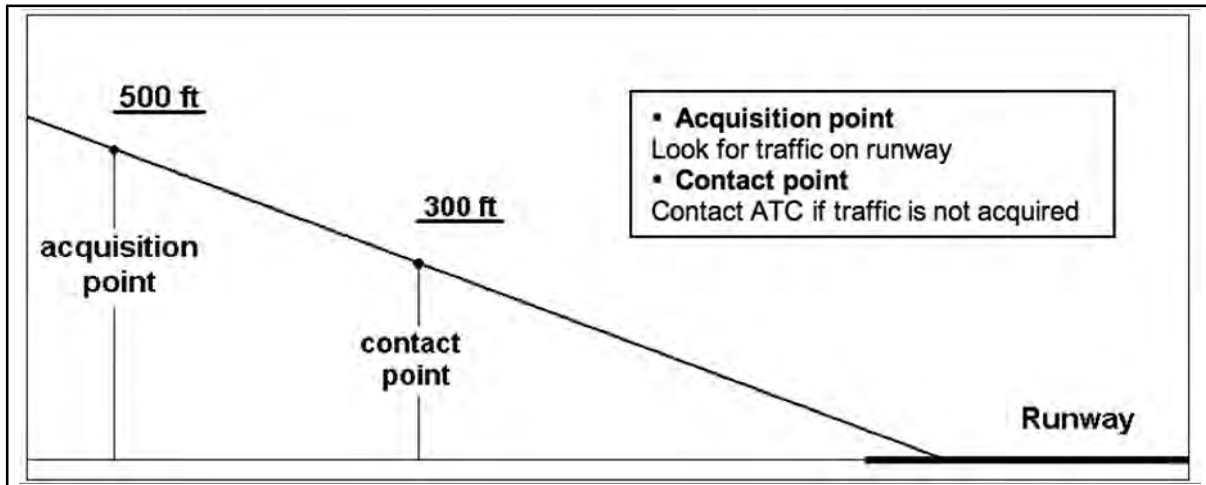 500 ft
▪ Acquisition point
Look for traffic on runway
▪ Contact point
Contact ATC if traffic is not acquired
300 ft
acquisition
point
contact
point
Runway